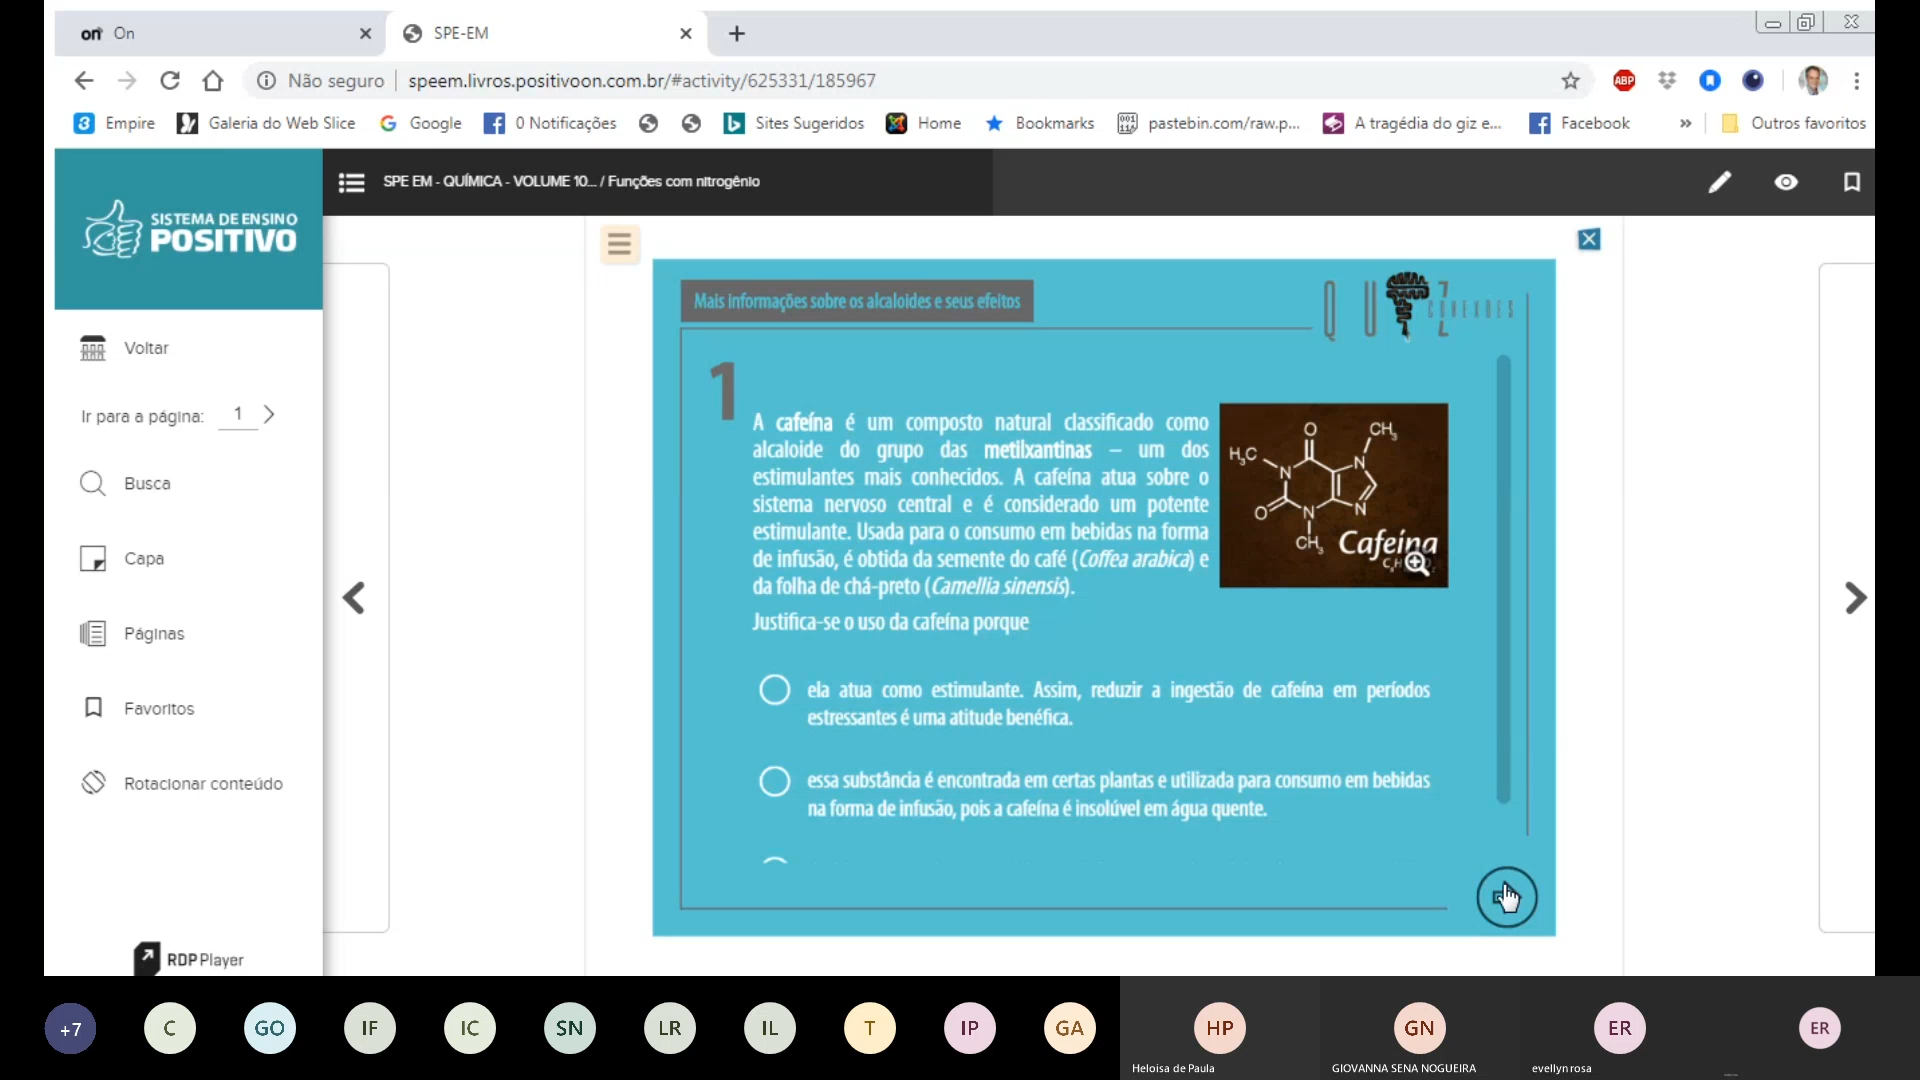 on On
SPE-EM
Não seguro speem.livros.positivoon.com.br/#activity/625331/185967
ABP
Empire Galeria do Web Slice Google 0 Notificações Sites Sugeridos Home Bookmarks pastebin.com/raw.p... A tragédia do giz e... Facebook » Outros favoritos
SISTEMA DE ENSINO
POSITIVO
SPE EM - QUÍMICA - VOLUME 10... / Funções com nitrogênio
Voltar
Ir para a página: 1
Busca
Capa
Páginas
Favoritos
Rotacionar conteúdo
RDP Player
Mais informações sobre os alcaloides e seus efeitos
QUIZ
CONEXÕES
1
A cafeína é um composto natural classificado como
alcaloide do grupo das metilxantinas – um dos
estimulantes mais conhecidos. A cafeína atua sobre o
sistema nervoso central e é considerado um potente
estimulante. Usada para o consumo em bebidas na forma
de infusão, é obtida da semente do café (Coffea arabica) e
da folha de chá-preto (Camellia sinensis).
O CH3
H3C N N
O N N
CH3 Cafeína
Justifica-se o uso da cafeína porque
ela atua como estimulante. Assim, reduzir a ingestão de cafeína em períodos
estressantes é uma atitude benéfica.
essa substância é encontrada em certas plantas e utilizada para consumo em bebidas
na forma de infusão, pois a cafeína é insolúvel em água quente.
+7 C GO IF IC SN LR IL T IP GA HP GN ER ER
Heloisa de Paula GIOVANNA SENA NOGUEIRA evellyn rosa